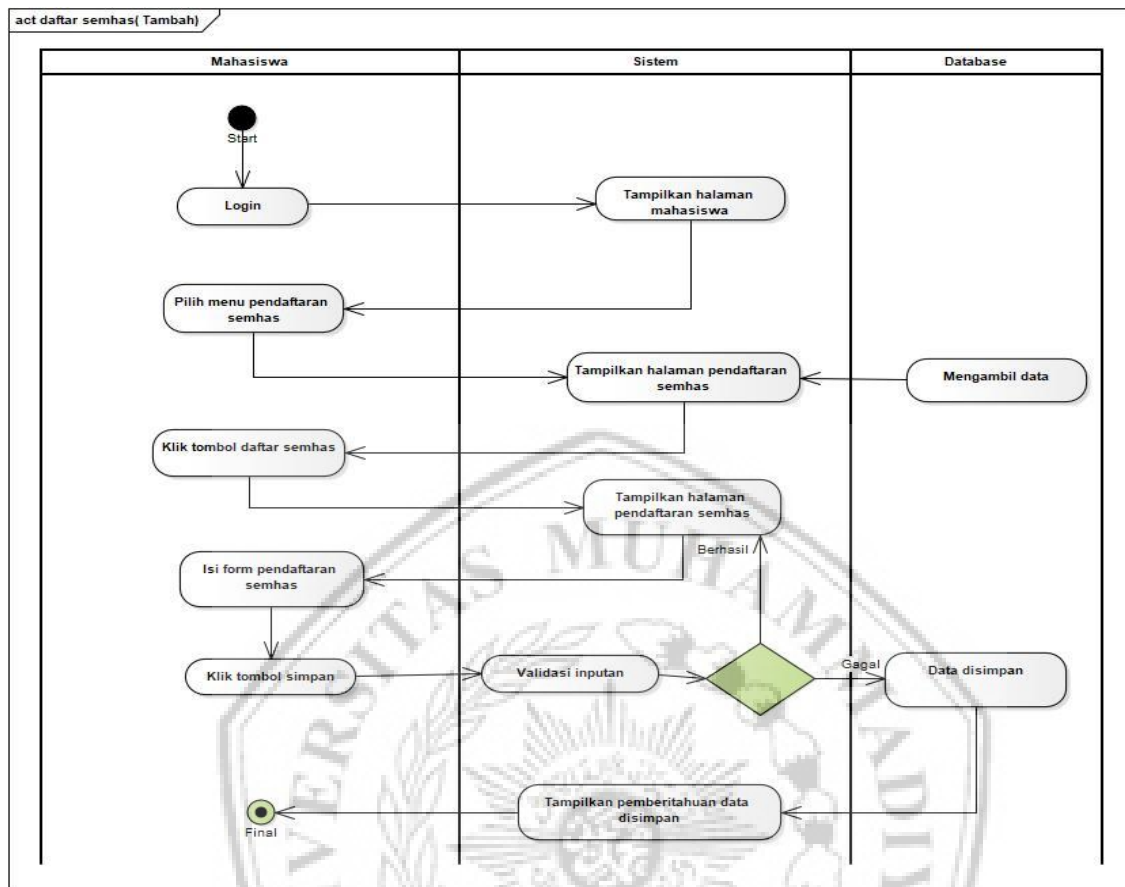 act daftar semhas( Tambah)
Mahasiswa
Sistem
Database
Start
Login
Tampilkan halaman
mahasiswa
Pilih menu pendaftaran
semhas
Tampilkan halaman pendaftaran
semhas
Mengambil data
Klik tombol daftar semhas
Tampilkan halaman
pendaftaran semhas
Berhasil
Isi form pendaftaran
semhas
Klik tombol simpan
Validasi inputan
Gagal
Data disimpan
Tampilkan pemberitahuan data
disimpan
Final